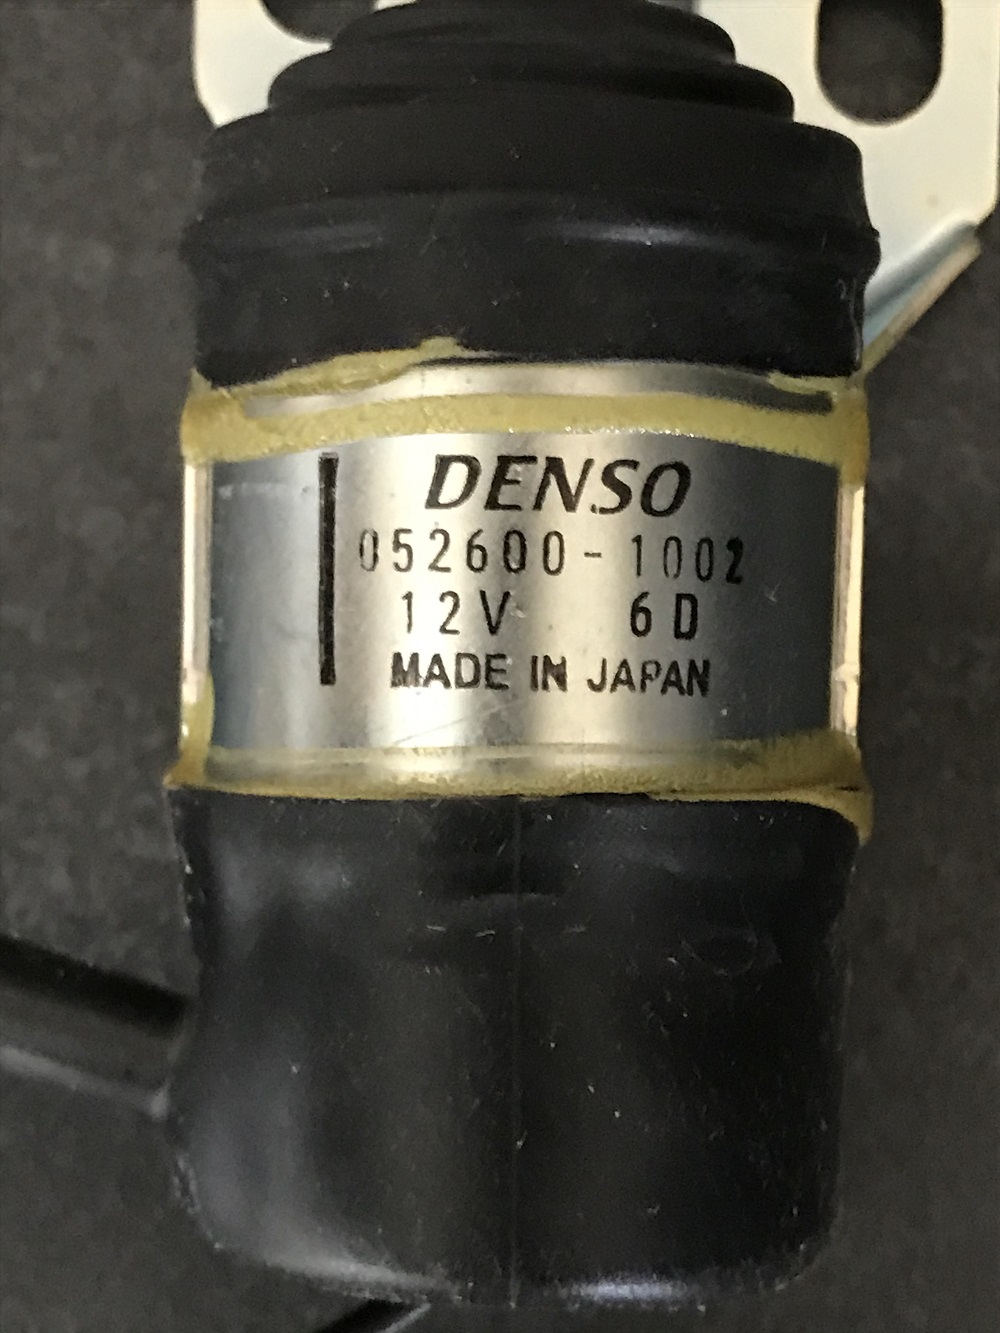 DENSO
052600-1002
12V 6D
MADE IN JAPAN